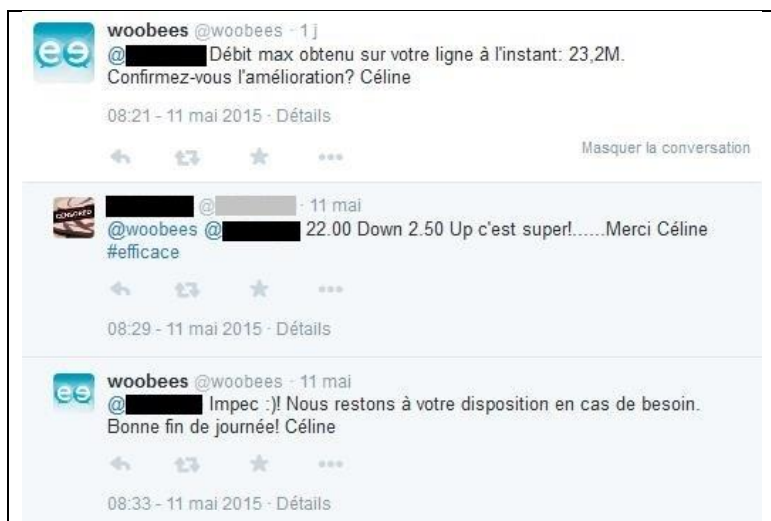 woobees @woobees · 1 j
@ Débit max obtenu sur votre ligne à l'instant: 23,2M.
Confirmez-vous l'amélioration? Céline
08:21 - 11 mai 2015 · Détails
Masquer la conversation
CENSORED
@ · 11 mai
@woobees @ 22.00 Down 2.50 Up c'est super!......Merci Céline
#efficace
08:29 - 11 mai 2015 · Détails
woobees @woobees · 11 mai
@ Impec :)! Nous restons à votre disposition en cas de besoin.
Bonne fin de journée! Céline
08:33 - 11 mai 2015 · Détails